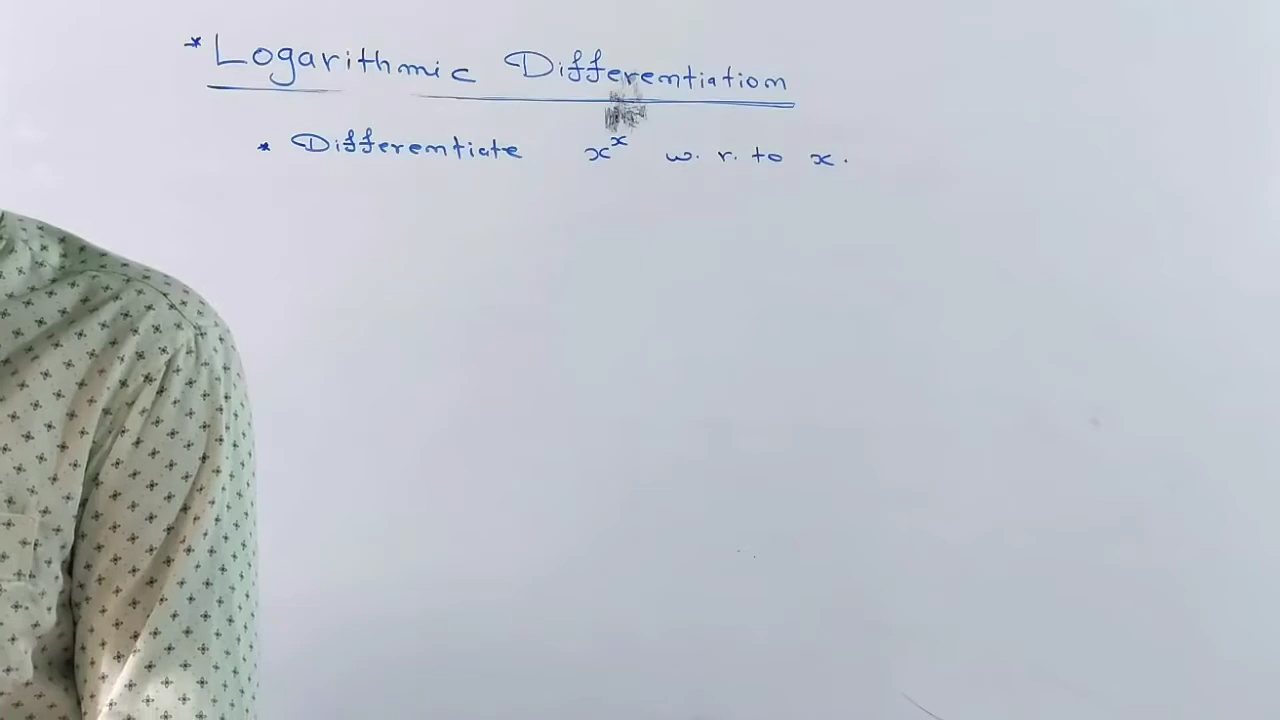 * Logarithmic Differentiation
* Differentiate x^x w. r. to x.